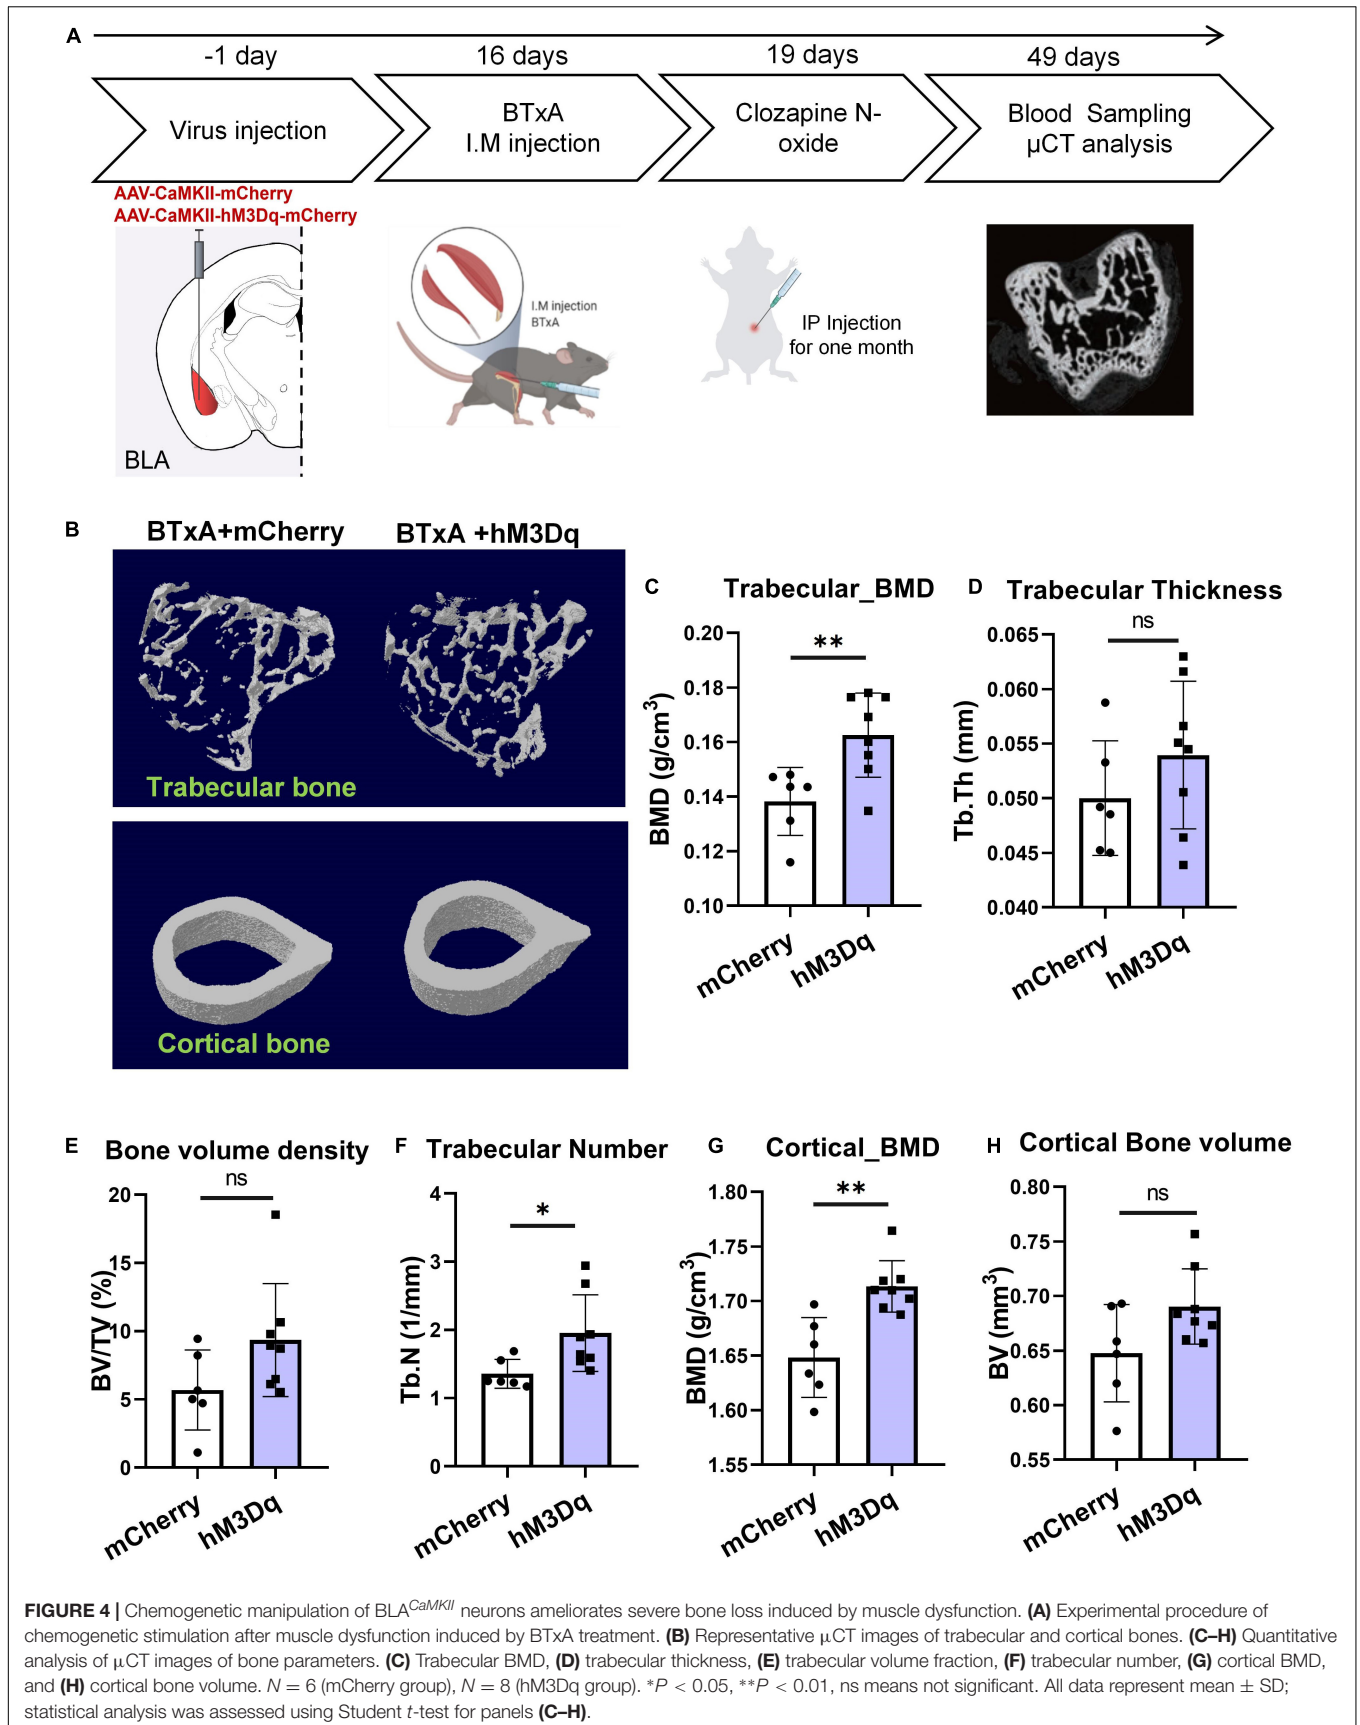 A
-1 day
16 days
19 days
49 days
Virus injection
BTxA
I.M injection
Clozapine N-
oxide
Blood Sampling
µCT analysis
AAV-CaMKII-mCherry
AAV-CaMKII-hM3Dq-mCherry
BLA
I.M injection
BTxA
IP Injection
for one month
B
BTxA+mCherry
BTxA +hM3Dq
Trabecular bone
Cortical bone
C
Trabecular_BMD
**
BMD (g/cm³)
0.20
0.18
0.16
0.14
0.12
0.10
mCherry
hM3Dq
D
Trabecular Thickness
ns
Tb.Th (mm)
0.065
0.060
0.055
0.050
0.045
0.040
mCherry
hM3Dq
E
Bone volume density
ns
BV/TV (%)
20
15
10
5
0
mCherry
hM3Dq
F
Trabecular Number
*
Tb.N (1/mm)
4
3
2
1
0
mCherry
hM3Dq
G
Cortical_BMD
**
BMD (g/cm³)
1.80
1.75
1.70
1.65
1.60
1.55
mCherry
hM3Dq
H
Cortical Bone volume
ns
BV (mm³)
0.80
0.75
0.70
0.65
0.60
0.55
mCherry
hM3Dq
FIGURE 4 | Chemogenetic manipulation of BLA^CaMKII neurons ameliorates severe bone loss induced by muscle dysfunction. (A) Experimental procedure of
chemogenetic stimulation after muscle dysfunction induced by BTxA treatment. (B) Representative µCT images of trabecular and cortical bones. (C–H) Quantitative
analysis of µCT images of bone parameters. (C) Trabecular BMD, (D) trabecular thickness, (E) trabecular volume fraction, (F) trabecular number, (G) cortical BMD,
and (H) cortical bone volume. N = 6 (mCherry group), N = 8 (hM3Dq group). *P < 0.05, **P < 0.01, ns means not significant. All data represent mean ± SD;
statistical analysis was assessed using Student t-test for panels (C–H).